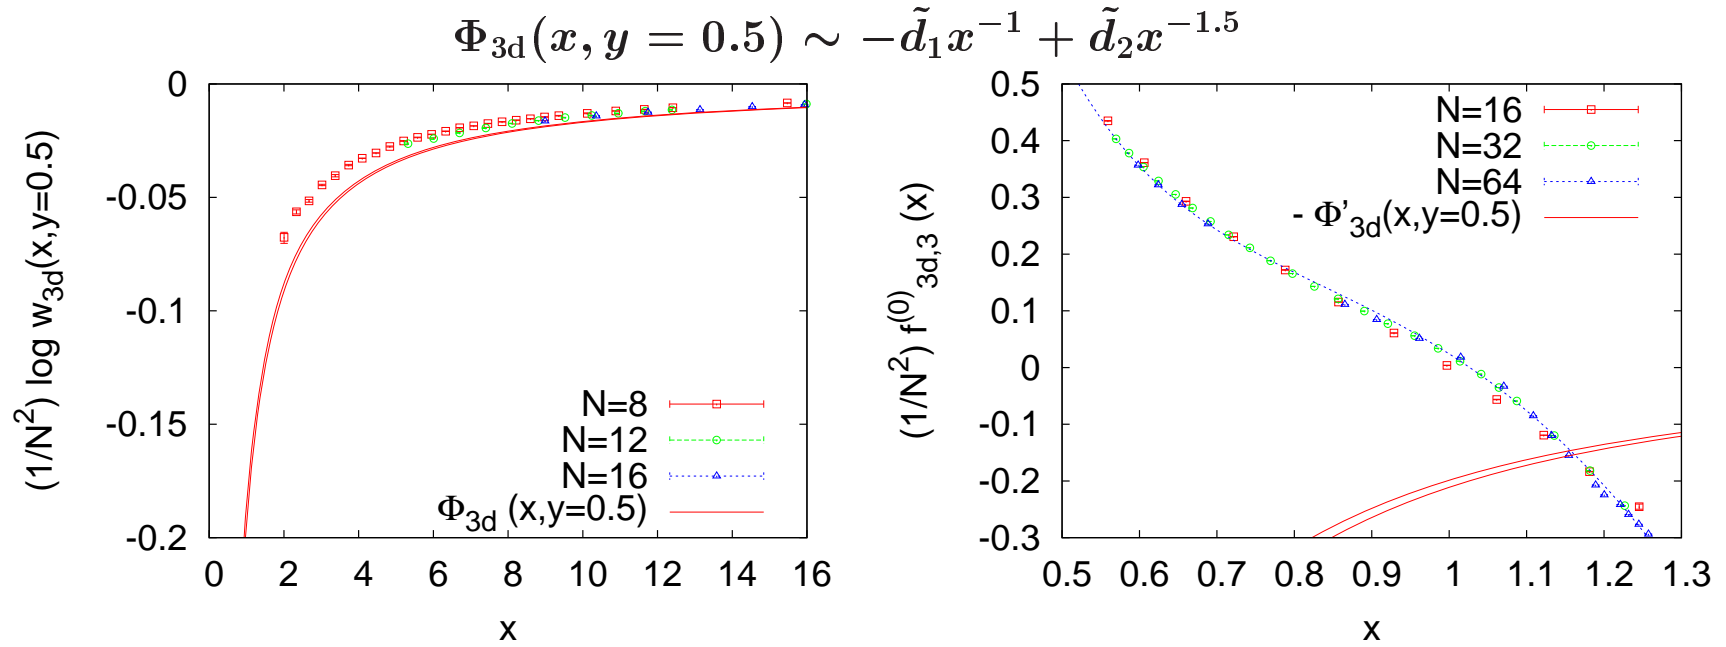 Φ₃d(x, y = 0.5) ∼ −d̃₁x⁻¹ + d̃₂x⁻¹·⁵
0
-0.05
-0.1
-0.15
-0.2
0 2 4 6 8 10 12 14 16
x
(1/N²) log w₃d(x,y=0.5)
N=8
N=12
N=16
Φ₃d (x,y=0.5)
0.5
0.4
0.3
0.2
0.1
0
-0.1
-0.2
-0.3
0.5 0.6 0.7 0.8 0.9 1 1.1 1.2 1.3
x
(1/N²) f⁽⁰⁾₃d,₃ (x)
N=16
N=32
N=64
- Φ'₃d(x,y=0.5)